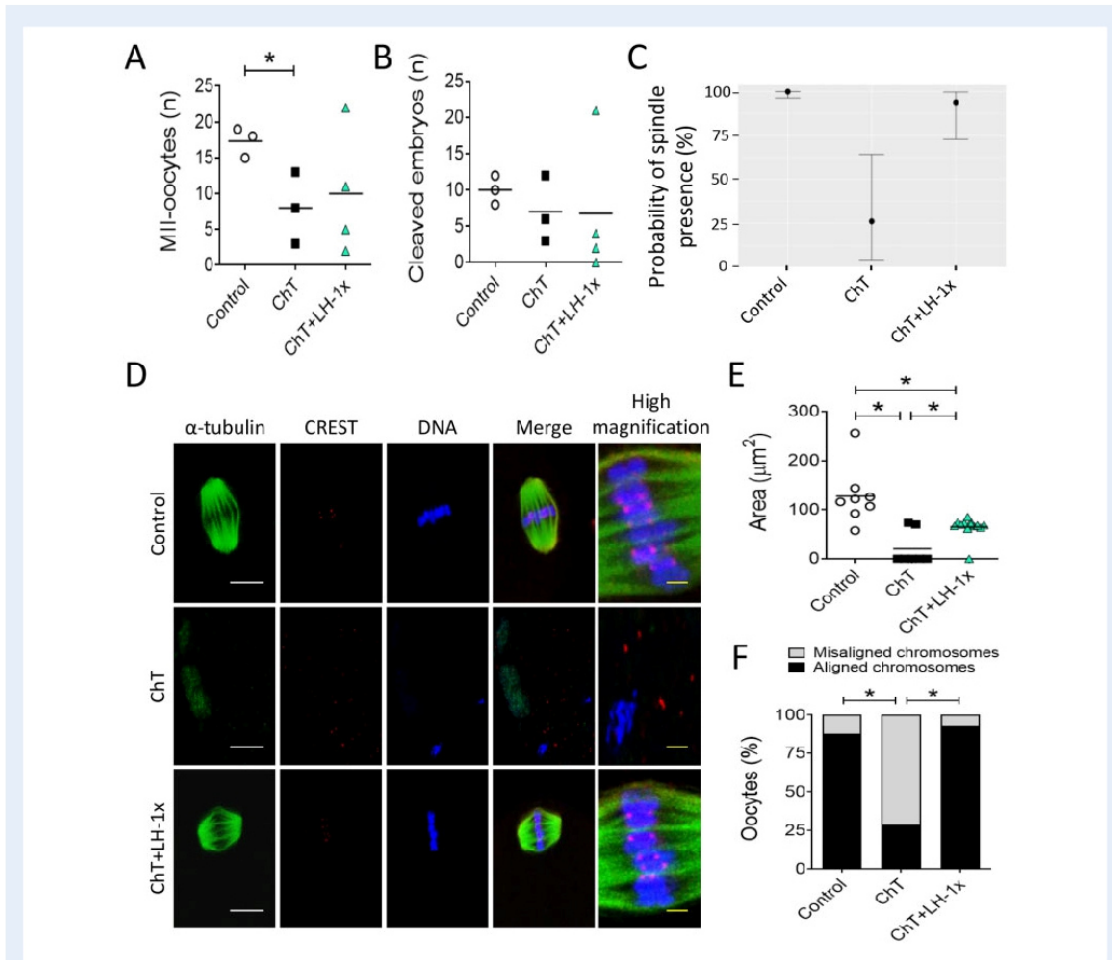 A
*
MII-oocytes (n)
25
20
15
10
5
0
Control
ChT
ChT+LH-1x
B
Cleaved embryos (n)
25
20
15
10
5
0
Control
ChT
ChT+LH-1x
C
Probability of spindle
presence (%)
100
75
50
25
0
Control
ChT
ChT+LH-1x
D
α-tubulin CREST DNA Merge High
magnification
Control
ChT
ChT+LH-1x
E
* * *
Area (μm²)
300
200
100
0
Control
ChT
ChT+LH-1x
F
Misaligned chromosomes
Aligned chromosomes
* *
Oocytes (%)
100
75
50
25
0
Control
ChT
ChT+LH-1x